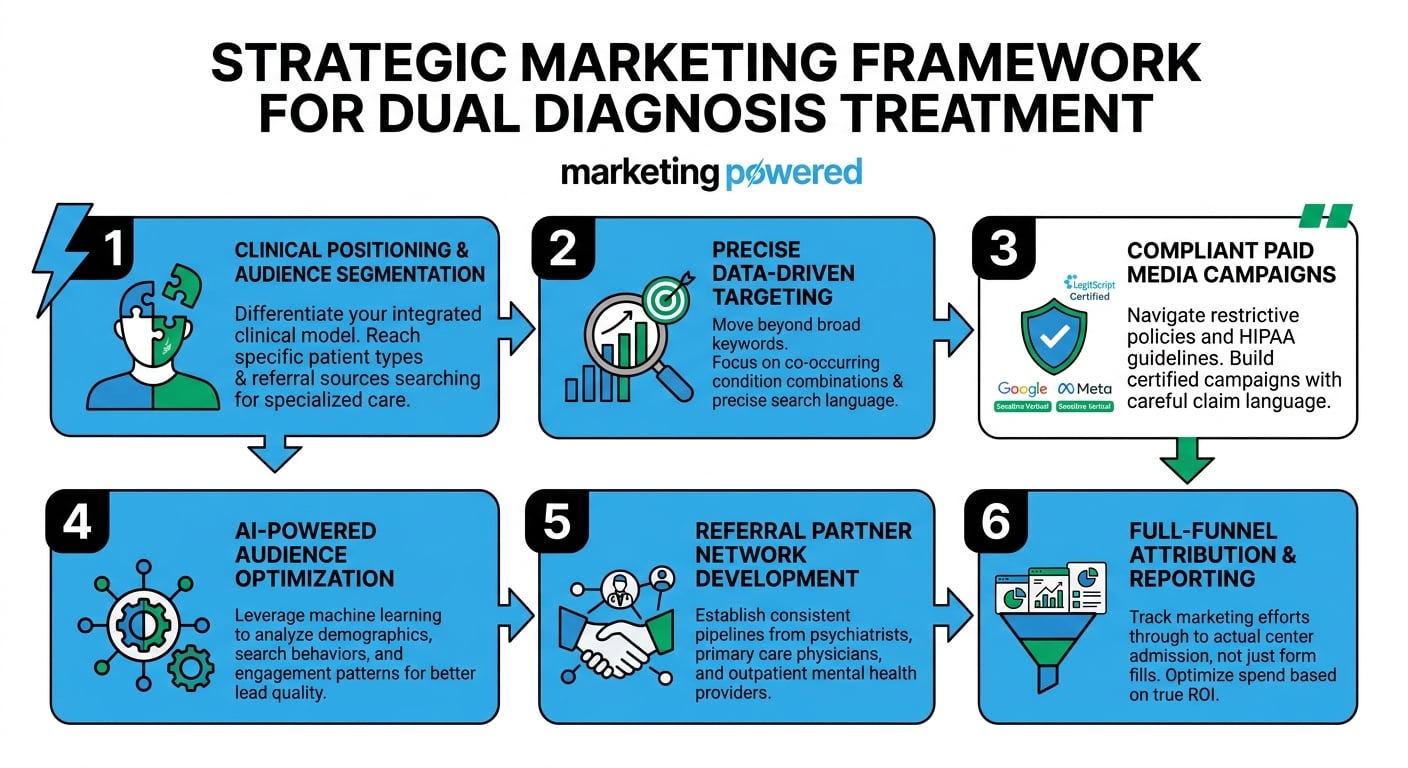 STRATEGIC MARKETING FRAMEWORK
FOR DUAL DIAGNOSIS TREATMENT
marketing powered
1
CLINICAL POSITIONING &
AUDIENCE SEGMENTATION
Differentiate your integrated
clinical model. Reach
specific patient types
& referral sources searching
for specialized care.
2
PRECISE
DATA-DRIVEN
TARGETING
Move beyond broad
keywords.
Focus on co-occurring
condition combinations &
precise search language.
3
COMPLIANT PAID
MEDIA CAMPAIGNS
LegitScript
Certified
Google
Meta
Navigate restrictive
policies and HIPAA
guidelines. Build
certified campaigns with
careful claim language.
4
AI-POWERED
AUDIENCE
OPTIMIZATION
Leverage machine learning
to analyze demographics,
search behaviors, and
engagement patterns for better
lead quality.
5
REFERRAL PARTNER
NETWORK
DEVELOPMENT
Establish consistent
pipelines from psychiatrists,
primary care physicians,
and outpatient mental health
providers.
6
FULL-FUNNEL
ATTRIBUTION &
REPORTING
Track marketing efforts
through to actual center
admission, not just form
fills. Optimize spend based
on true ROI.